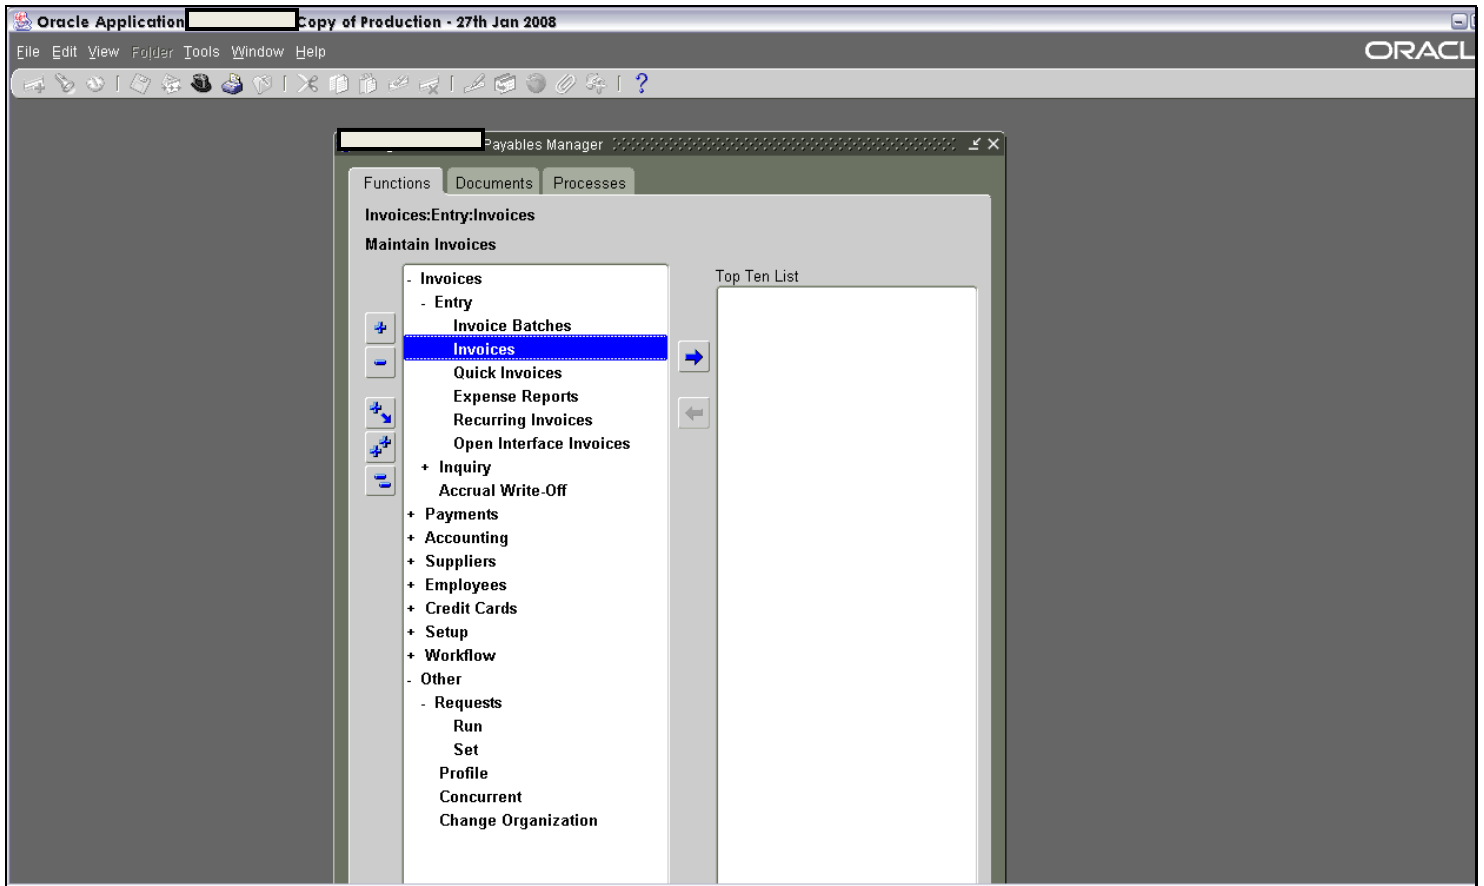 Oracle Application Copy of Production - 27th Jan 2008
File Edit View Folder Tools Window Help
ORACL
Payables Manager
Functions Documents Processes
Invoices:Entry:Invoices
Maintain Invoices
Top Ten List
- Invoices
- Entry
Invoice Batches
Invoices
Quick Invoices
Expense Reports
Recurring Invoices
Open Interface Invoices
+ Inquiry
Accrual Write-Off
+ Payments
+ Accounting
+ Suppliers
+ Employees
+ Credit Cards
+ Setup
+ Workflow
- Other
- Requests
Run
Set
Profile
Concurrent
Change Organization